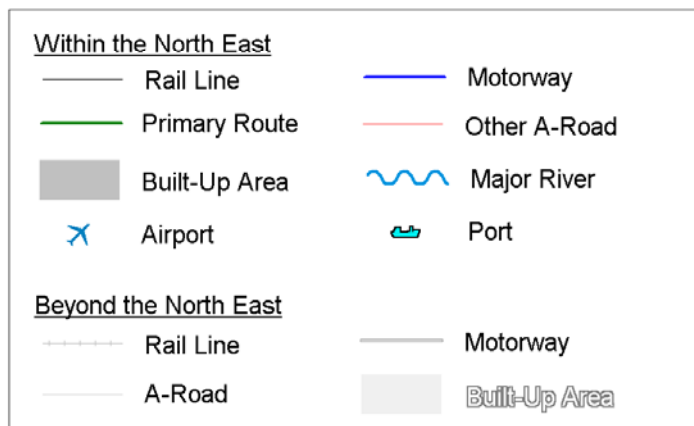 Within the North East
Rail Line
Motorway
Primary Route
Other A-Road
Built-Up Area
Major River
Airport
Port
Beyond the North East
Rail Line
Motorway
A-Road
Built-Up Area